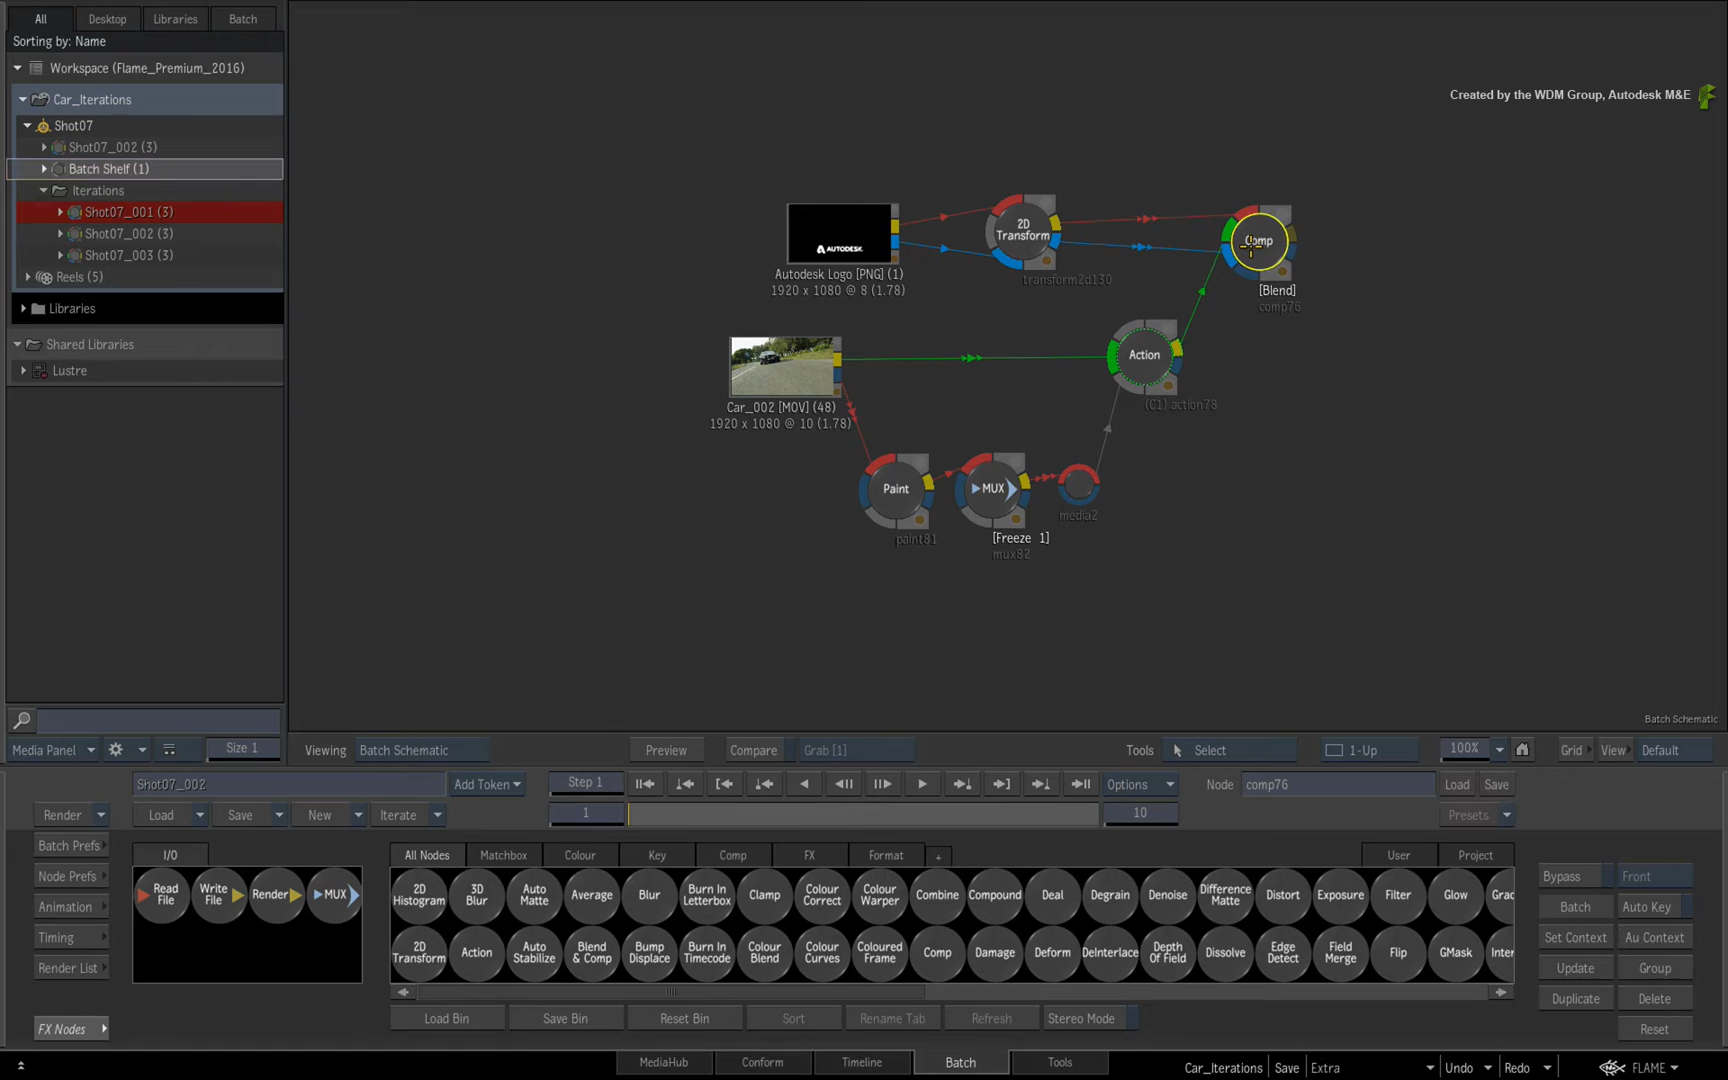 All
Desktop
Libraries
Batch
Sorting by: Name
Workspace (Flame_Premium_2016)
Car_Iterations
Shot07
Shot07_002 (3)
Batch Shelf (1)
Iterations
Shot07_001 (3)
Shot07_002 (3)
Shot07_003 (3)
Reels (5)
Libraries
Shared Libraries
Lustre
Created by the WDM Group, Autodesk M&E
AUTODESK.
Autodesk Logo [PNG] (1)
1920 x 1080 @ 8 (1.78)
2D
Transform
transform2d130
Comp
[Blend]
comp76
Car_002 [MOV] (48)
1920 x 1080 @ 10 (1.78)
Action
(C1) action78
Paint
paint81
MUX
[Freeze 1]
mux82
media2
Batch Schematic
Media Panel
Size 1
Viewing
Batch Schematic
Preview
Compare
Grab [1]
Tools
Select
1-Up
100%
Grid
View
Default
Shot07_002
Add Token
Step 1
Options
Node
comp76
Load
Save
Render
Load
Save
New
Iterate
1
10
Presets
Batch Prefs
Node Prefs
Animation
Timing
Render List
FX Nodes
I/O
Read File
Write File
Render
MUX
All Nodes
Matchbox
Colour
Key
Comp
FX
Format
+
User
Project
2D Histogram
3D Blur
Auto Matte
Average
Blur
Burn In Letterbox
Clamp
Colour Correct
Colour Warper
Combine
Compound
Deal
Degrain
Denoise
Difference Matte
Distort
Exposure
Filter
Glow
Grac
2D Transform
Action
Auto Stabilize
Blend & Comp
Bump Displace
Burn In Timecode
Colour Blend
Colour Curves
Coloured Frame
Comp
Damage
Deform
DeInterlace
Depth Of Field
Dissolve
Edge Detect
Field Merge
Flip
GMask
Inter
Load Bin
Save Bin
Reset Bin
Sort
Rename Tab
Refresh
Stereo Mode
Bypass
Front
Batch
Auto Key
Set Context
Au Context
Update
Group
Duplicate
Delete
Reset
MediaHub
Conform
Timeline
Batch
Tools
Car_Iterations
Save
Extra
Undo
Redo
FLAME